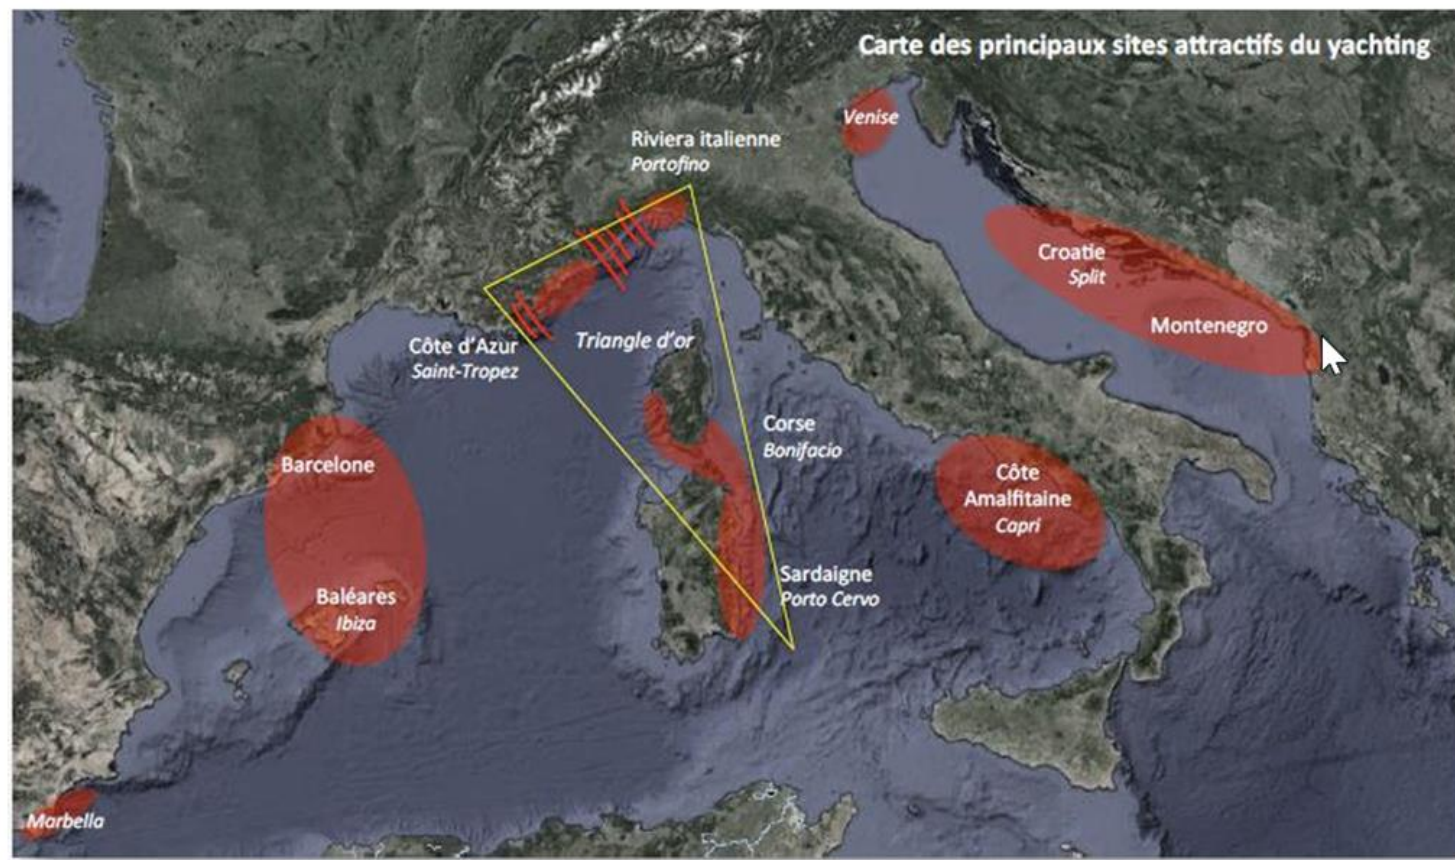 Carte des principaux sites attractifs du yachting
Venise
Riviera italienne
Portofino
Croatie
Split
Montenegro
Côte d'Azur
Saint-Tropez
Triangle d'or
Corse
Bonifacio
Barcelone
Côte
Amalfitaine
Capri
Sardaigne
Porto Cervo
Baléares
Ibiza
Marbella